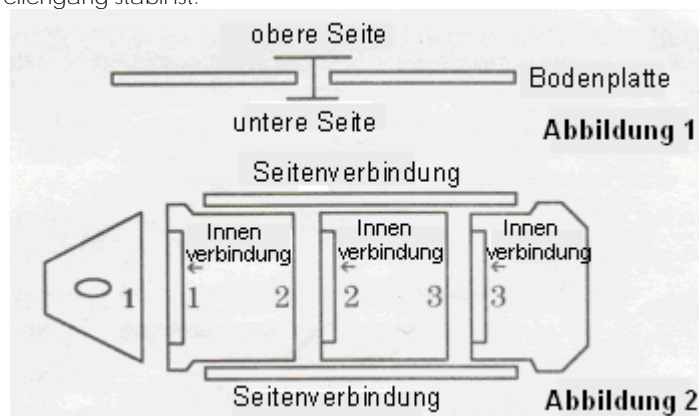 obere Seite
Bodenplatte
untere Seite
Abbildung 1
Seitenverbindung
Innen verbindung
Innen verbindung
Innen verbindung
1 1 2 2 3 3
Seitenverbindung
Abbildung 2